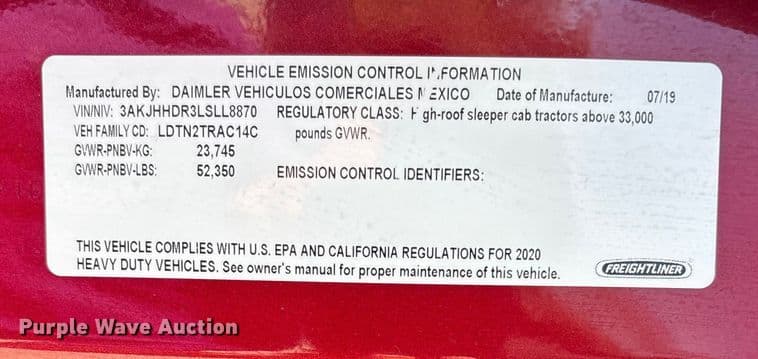 VEHICLE EMISSION CONTROL INFORMATION
Manufactured By: DAIMLER VEHICULOS COMERCIALES MEXICO Date of Manufacture: 07/19
VIN/NIV: 3AKJHHDR3LSLL8870 REGULATORY CLASS: High-roof sleeper cab tractors above 33,000
VEH FAMILY CD: LDTN2TRAC14C pounds GVWR.
GVWR-PNBV-KG: 23,745
GVWR-PNBV-LBS: 52,350 EMISSION CONTROL IDENTIFIERS:
THIS VEHICLE COMPLIES WITH U.S. EPA AND CALIFORNIA REGULATIONS FOR 2020
HEAVY DUTY VEHICLES. See owner's manual for proper maintenance of this vehicle.
FREIGHTLINER
Purple Wave Auction